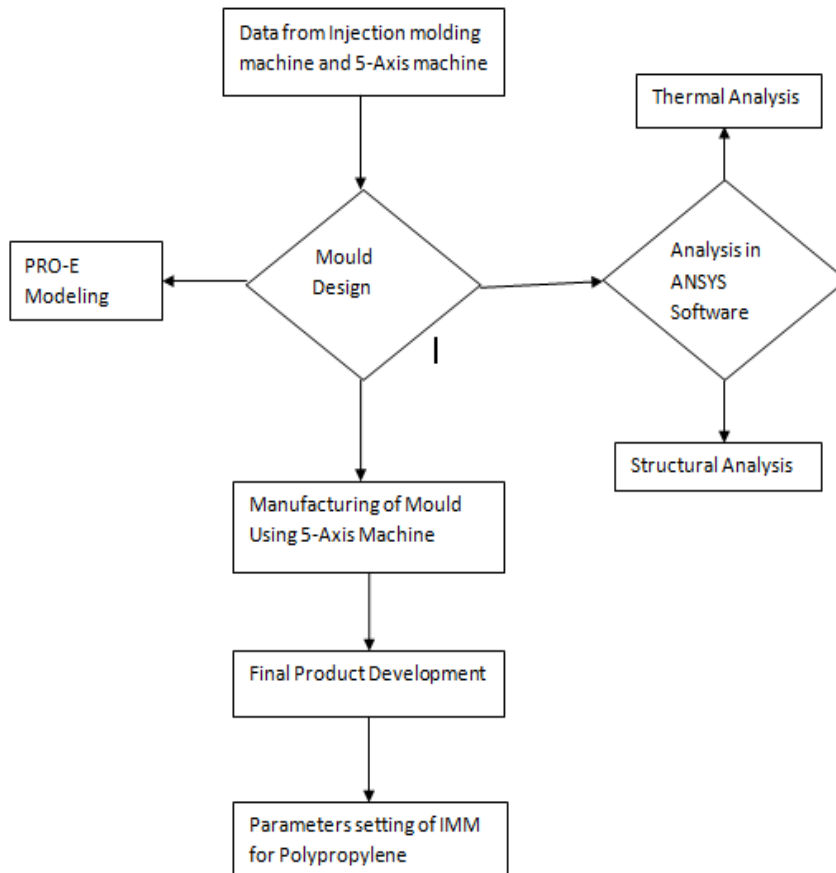 Data from Injection molding
machine and 5-Axis machine
Thermal Analysis
PRO-E
Modeling
Mould
Design
Analysis in
ANSYS
Software
Structural Analysis
Manufacturing of Mould
Using 5-Axis Machine
Final Product Development
Parameters setting of IMM
for Polypropylene